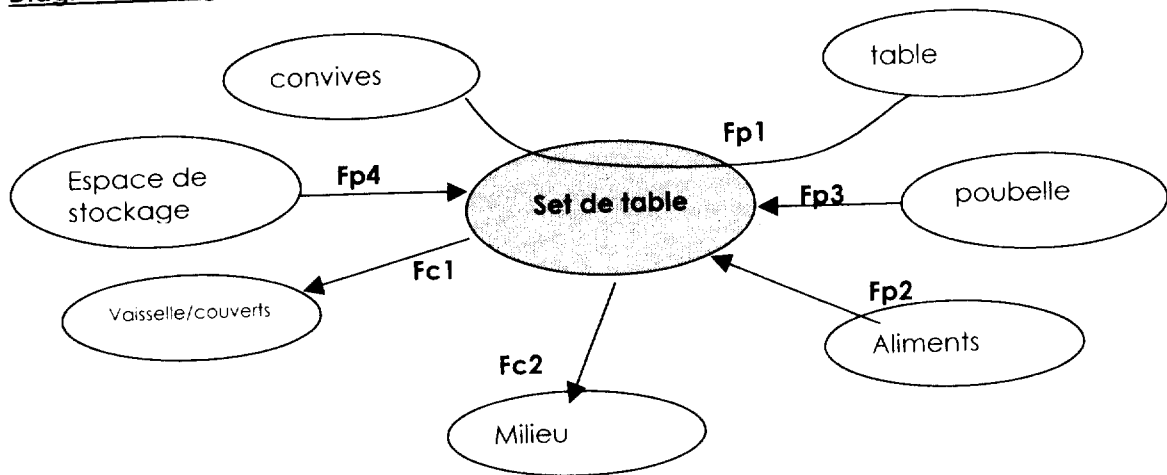 convives
table
Fp1
Espace de
stockage
Fp4
Set de table
Fp3
poubelle
Fc1
Vaisselle/couverts
Fp2
Aliments
Fc2
Milieu